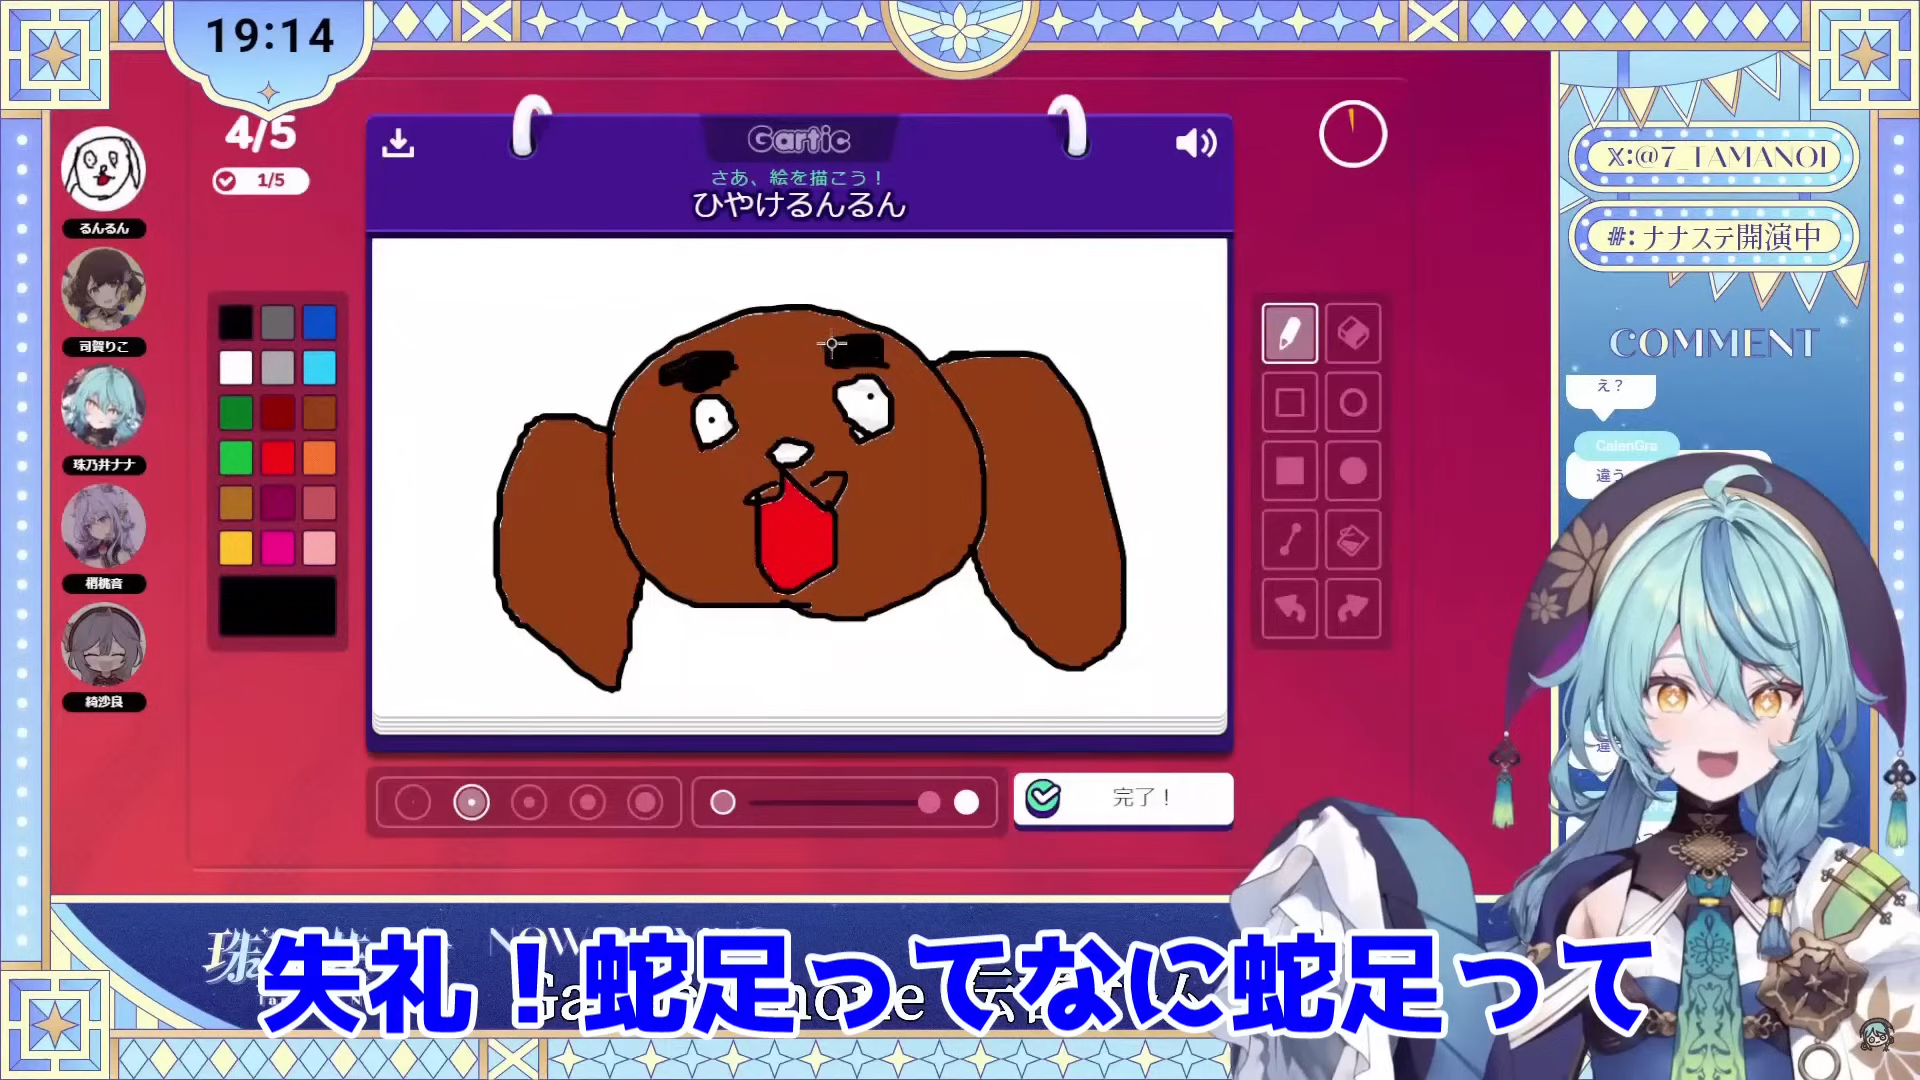 19:14
4/5
1/5
るんるん
司賀りこ
珠乃井ナナ
梢桃音
綺沙良
Gartic
さあ、絵を描こう！
ひやけるんるん
完了！
X:@7_TAMANOI
#:ナナステ開演中
COMMENT
え？
CaienGra
違う
失礼！蛇足ってなに蛇足って